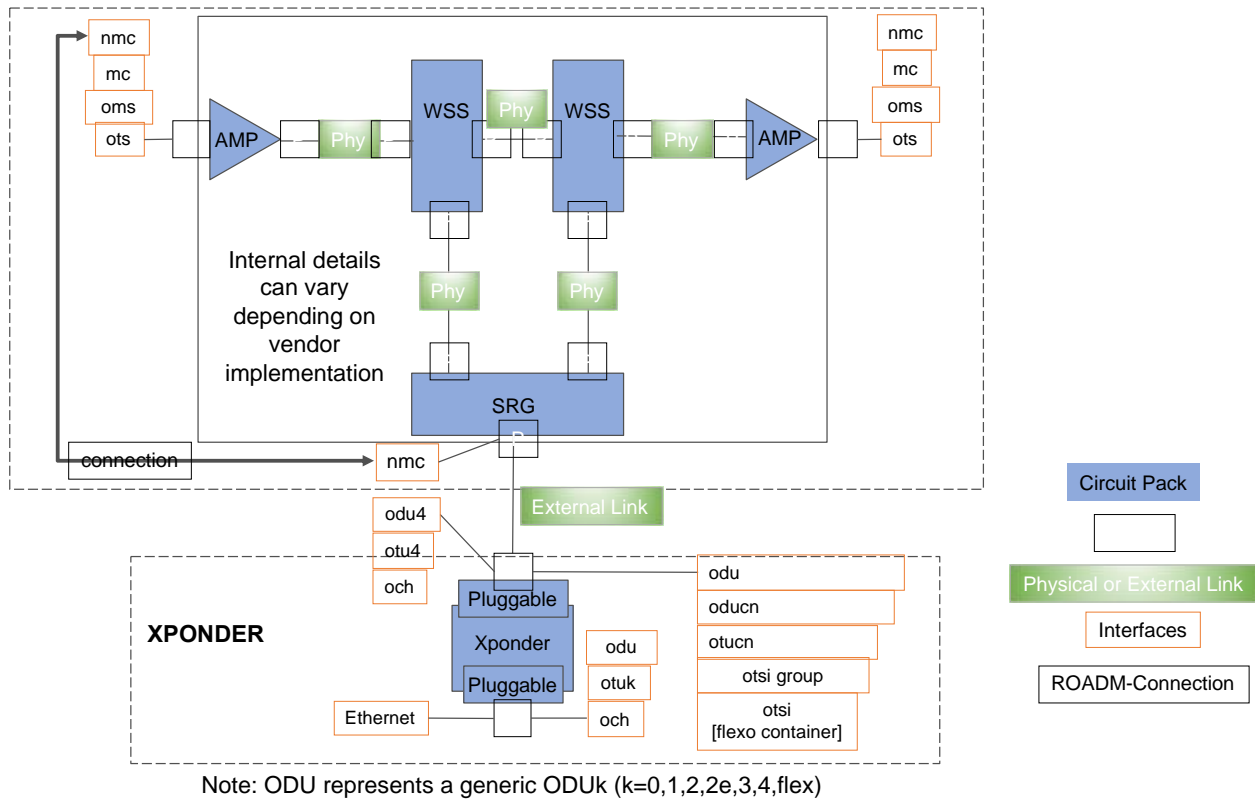 nmc
mc
oms
ots
AMP
Phy
WSS
Phy
WSS
Phy
AMP
nmc
mc
oms
ots
Internal details
can vary
depending on
vendor
implementation
Phy
Phy
SRG
connection
nmc
External Link
odu4
otu4
och
XPONDER
Pluggable
Xponder
Pluggable
Ethernet
odu
otuk
och
odu
oducn
otucn
otsi group
otsi
[flexo container]
Circuit Pack
Physical or External Link
Interfaces
ROADM-Connection
Note: ODU represents a generic ODUk (k=0,1,2,2e,3,4,flex)